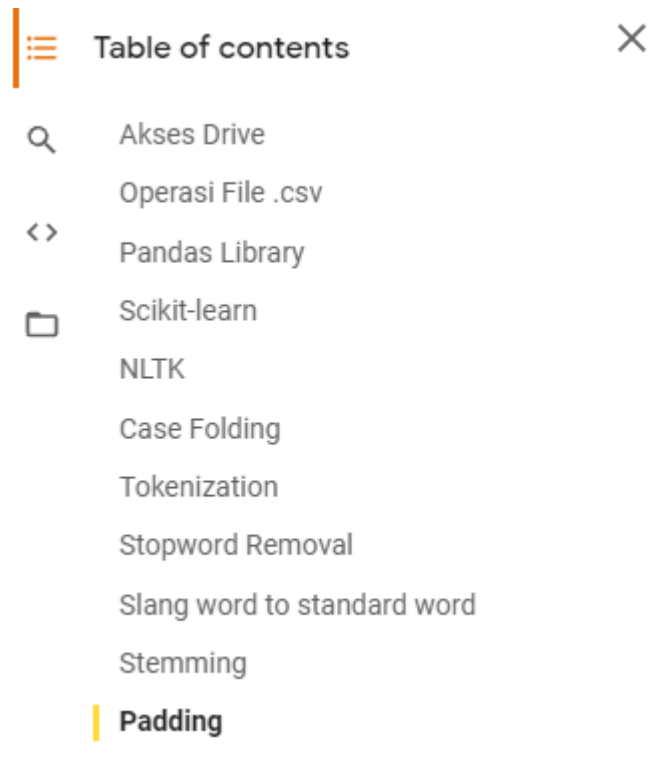 Table of contents
Akses Drive
Operasi File .csv
Pandas Library
Scikit-learn
NLTK
Case Folding
Tokenization
Stopword Removal
Slang word to standard word
Stemming
Padding